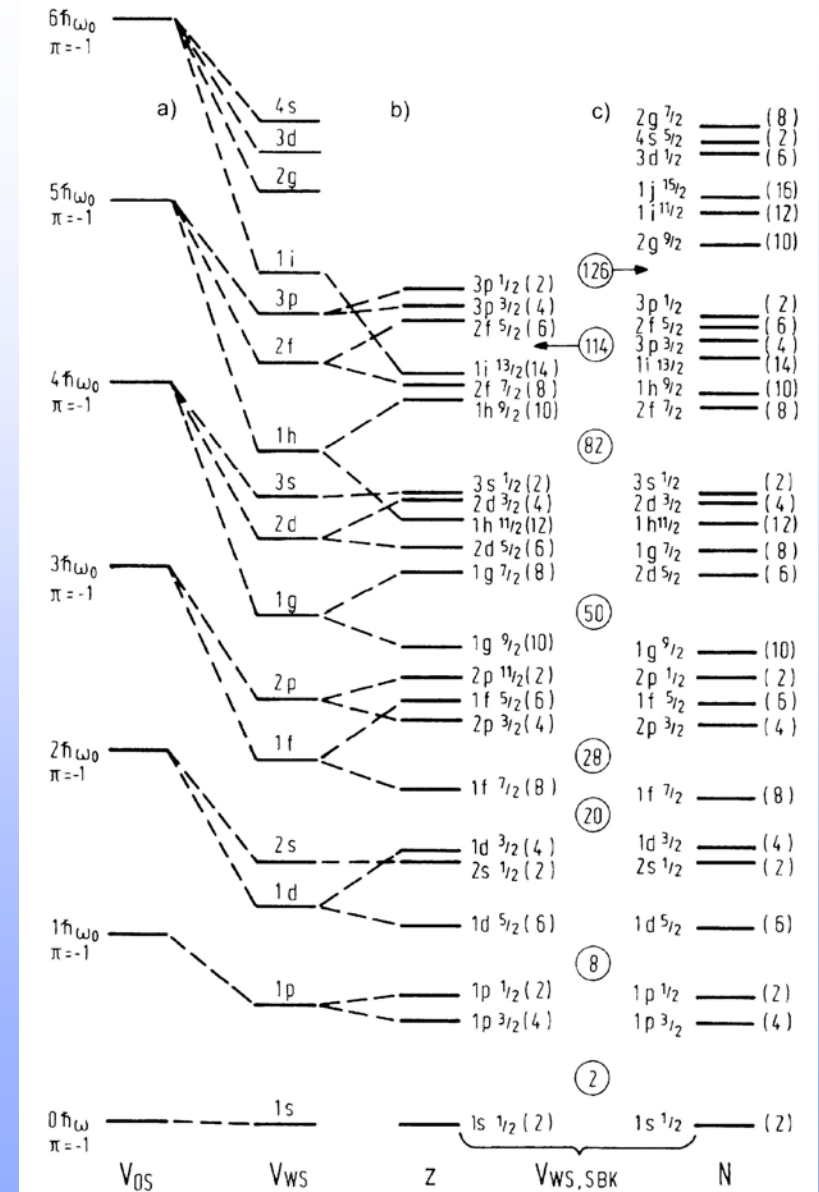 6ħω₀
π=-1
a)
b)
c)
4s
3d
2g
2g 7/2 (8)
4s 5/2 (2)
3d 1/2 (6)
1j 15/2 (16)
1i 11/2 (12)
2g 9/2 (10)
5ħω₀
π=-1
1i
3p
2f
126
3p 1/2 (2)
3p 3/2 (4)
2f 5/2 (6)
114
1i 13/2 (14)
2f 7/2 (8)
1h 9/2 (10)
3p 1/2 (2)
2f 5/2 (6)
3p 3/2 (4)
1i 13/2 (14)
1h 9/2 (10)
2f 7/2 (8)
4ħω₀
π=-1
1h
82
3s
2d
3s 1/2 (2)
2d 3/2 (4)
1h 11/2 (12)
2d 5/2 (6)
1g 7/2 (8)
3s 1/2 (2)
2d 3/2 (4)
1h 11/2 (12)
1g 7/2 (8)
2d 5/2 (6)
3ħω₀
π=-1
1g
50
1g 9/2 (10)
2p 11/2 (2)
1f 5/2 (6)
2p 3/2 (4)
1g 9/2 (10)
2p 1/2 (2)
1f 5/2 (6)
2p 3/2 (4)
2p
1f
28
1f 7/2 (8)
1f 7/2 (8)
2ħω₀
π=-1
20
2s
1d
1d 3/2 (4)
2s 1/2 (2)
1d 5/2 (6)
1d 3/2 (4)
2s 1/2 (2)
1d 5/2 (6)
1ħω₀
π=-1
8
1p
1p 1/2 (2)
1p 3/2 (4)
1p 1/2 (2)
1p 3/2 (4)
2
0ħω
π=-1
1s
1s 1/2 (2)
1s 1/2 (2)
V_OS
V_WS
Z
V_WS,SBK
N